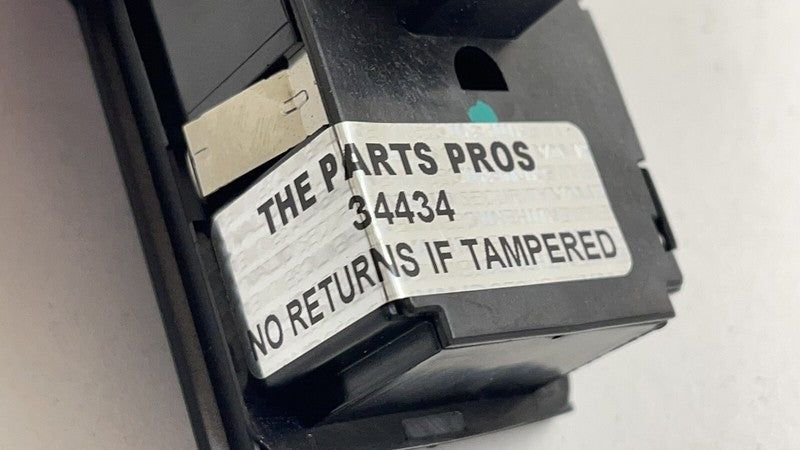 THE PARTS PROS
34434
NO RETURNS IF TAMPERED